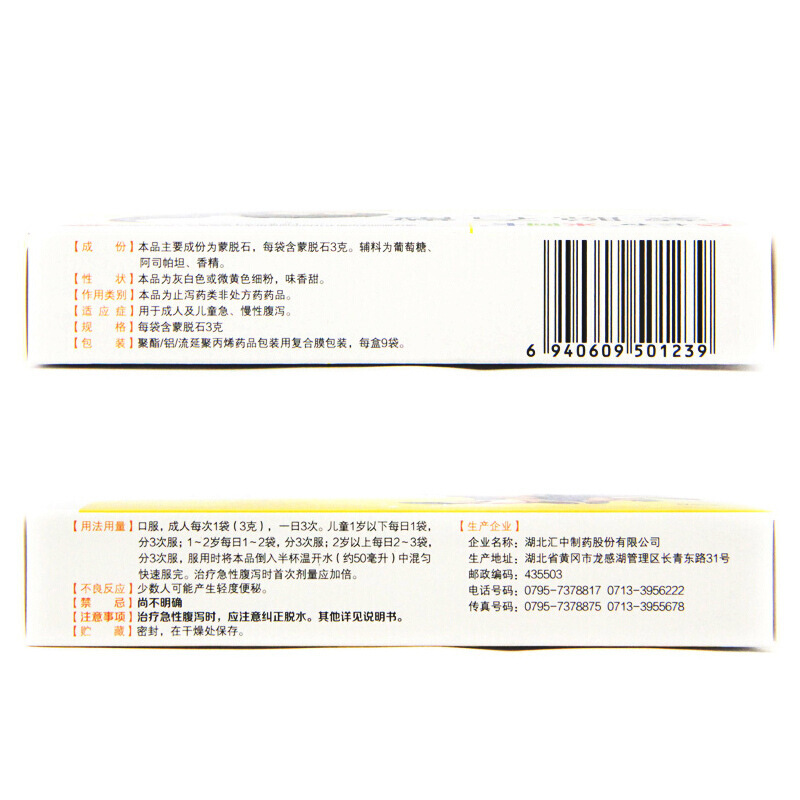 【成 份】本品主要成份为蒙脱石，每袋含蒙脱石3克。辅料为葡萄糖、
阿司帕坦、香精。
【性 状】本品为灰白色或微黄色细粉，味香甜。
【作用类别】本品为止泻药类非处方药药品。
【适应症】用于成人及儿童急、慢性腹泻。
【规 格】每袋含蒙脱石3克
【包 装】聚酯/铝/流延聚丙烯药品包装用复合膜包装，每盒9袋。
6 940609 501239
【用法用量】口服，成人每次1袋（3克），一日3次。儿童1岁以下每日1袋，
分3次服；1~2岁每日1~2袋，分3次服；2岁以上每日2~3袋，
分3次服，服用时将本品倒入半杯温开水（约50毫升）中混匀
快速服完。治疗急性腹泻时首次剂量应加倍。
【不良反应】少数人可能产生轻度便秘。
【禁 忌】尚不明确
【注意事项】治疗急性腹泻时，应注意纠正脱水。其他详见说明书。
【贮 藏】密封，在干燥处保存。
【生产企业】
企业名称：湖北汇中制药股份有限公司
生产地址：湖北省黄冈市龙感湖管理区长青东路31号
邮政编码：435503
电话号码：0795-7378817 0713-3956222
传真号码：0795-7378875 0713-3955678